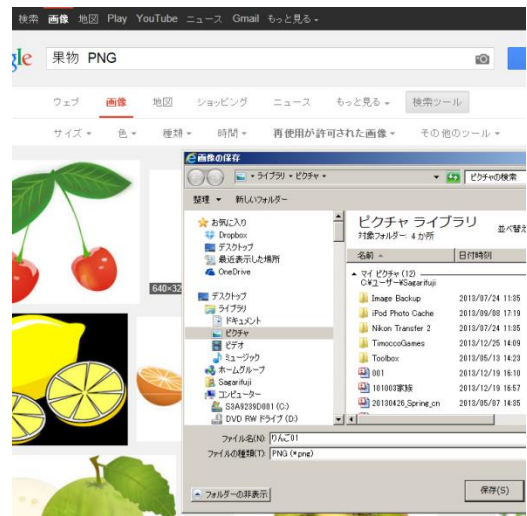 検索 画像 地図 Play YouTube ニュース Gmail もっと見る
gle 果物 PNG
ウェブ 画像 地図 ショッピング ニュース もっと見る 検索ツール
サイズ 色 種類 時間 再使用が許可された画像 その他のツール
画像の保存
ライブラリ ピクチャ ピクチャの検索
整理 新しいフォルダー
お気に入り
Dropbox
デスクトップ
最近表示した場所
OneDrive
デスクトップ
ライブラリ
ドキュメント
ピクチャ
ビデオ
ミュージック
ホームグループ
Sagarifuji
コンピューター
S3A9239D001 (C:)
DVD RW ドライブ (D:)
ピクチャ ライブラリ
対象フォルダー: 4 か所
並べ替え
名前 日付時刻
マイ ピクチャ (12)
C:¥ユーザー¥Sagarifuji
Image Backup 2013/07/24 11:35
iPod Photo Cache 2013/09/08 17:19
Nikon Transfer 2 2013/07/24 11:35
TimoccoGames 2013/12/25 14:09
Toolbox 2013/05/13 14:23
001 2013/12/19 16:10
101003家族 2013/12/19 16:57
20130426_Spring_cn 2013/05/07 14:35
640×32
ファイル名(N): りんご01
ファイルの種類(T): PNG (*png)
フォルダーの非表示
保存(S)